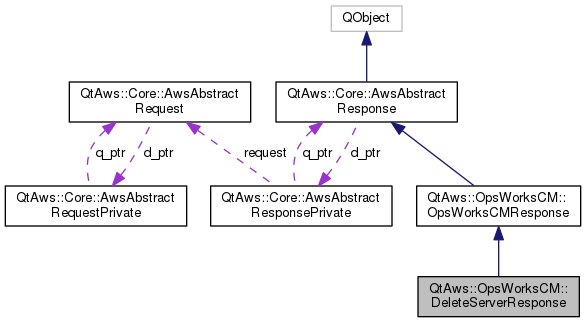 QObject
QtAws::Core::AwsAbstract
Request
QtAws::Core::AwsAbstract
Response
q_ptr
d_ptr
request
q_ptr
d_ptr
QtAws::Core::AwsAbstract
RequestPrivate
QtAws::Core::AwsAbstract
ResponsePrivate
QtAws::OpsWorksCM::
OpsWorksCMResponse
QtAws::OpsWorksCM::
DeleteServerResponse